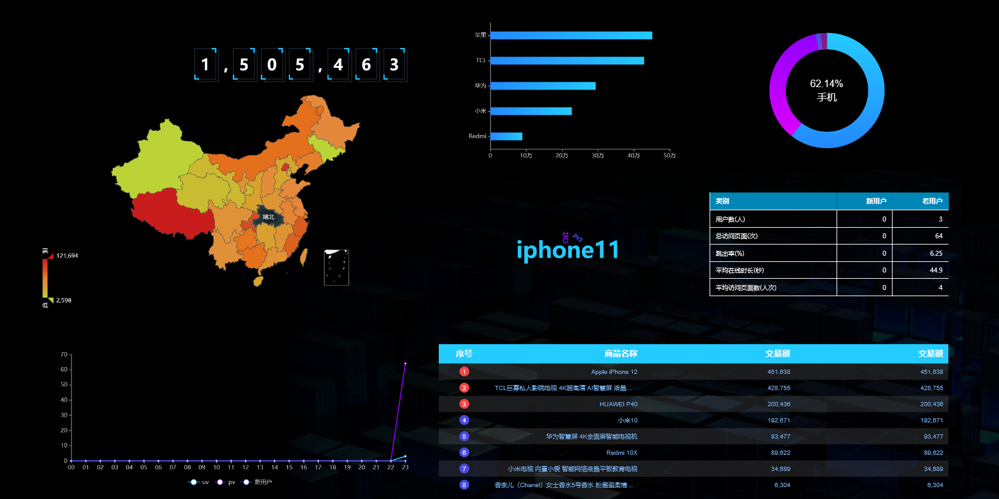 1,505,463
湖北
高
121,694
2,598
低
苹果
TCL
华为
小米
Redmi
0 10万 20万 30万 40万 50万
62.14%
手机
iphone11
口红
ps5
类别 新用户 老用户
用户数(人) 0 3
总访问页面(次) 0 64
跳出率(%) 0 6.25
平均在线时长(秒) 0 44.9
平均访问页面数(人次) 0 4
70
60
50
40
30
20
10
0
00 01 02 03 04 05 06 07 08 09 10 11 12 13 14 15 16 17 18 19 20 21 22 23
uv pv 新用户
序号 商品名称 交易额 交易额
1 Apple iPhone 12 451,638 451,638
2 TCL巨幕私人影院电视 4K超高清 AI智慧屏 液晶... 428,755 428,755
3 HUAWEI P40 200,436 200,436
4 小米10 192,671 192,671
5 华为智慧屏 4K全面屏智能电视机 93,477 93,477
6 Redmi 10X 89,622 89,622
7 小米电视 内置小爱 智能网络液晶平板教育电视 34,689 34,689
8 香奈儿（Chanel）女士香水5号香水 粉邂逅柔情... 6,304 6,304